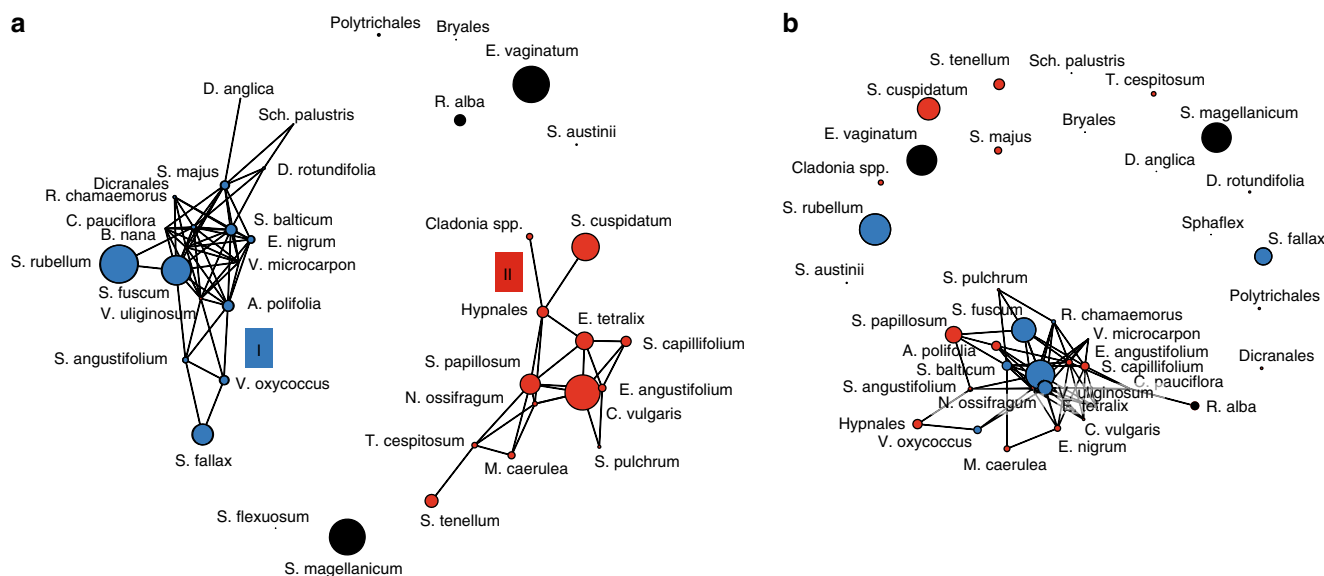 a
Polytrichales
Bryales
E. vaginatum
D. anglica
R. alba
Sch. palustris
S. austinii
S. majus
D. rotundifolia
Dicranales
R. chamaemorus
C. pauciflora
S. balticum
B. nana
E. nigrum
S. rubellum
V. microcarpon
S. fuscum
V. uliginosum
A. polifolia
I
S. angustifolium
V. oxycoccus
S. fallax
Cladonia spp.
S. cuspidatum
II
Hypnales
E. tetralix
S. capillifolium
S. papillosum
E. angustifolium
N. ossifragum
C. vulgaris
T. cespitosum
M. caerulea
S. pulchrum
S. tenellum
S. flexuosum
S. magellanicum
b
S. tenellum
Sch. palustris
T. cespitosum
S. cuspidatum
S. magellanicum
E. vaginatum
Bryales
S. majus
Cladonia spp.
D. anglica
D. rotundifolia
S. rubellum
Sphaflex
S. fallax
S. austinii
S. pulchrum
Polytrichales
S. fuscum
R. chamaemorus
S. papillosum
V. microcarpon
A. polifolia
E. angustifolium
S. balticum
S. capillifolium
Dicranales
S. angustifolium
C. pauciflora
V. uliginosum
N. ossifragum
E. tetralix
R. alba
Hypnales
C. vulgaris
V. oxycoccus
E. nigrum
M. caerulea